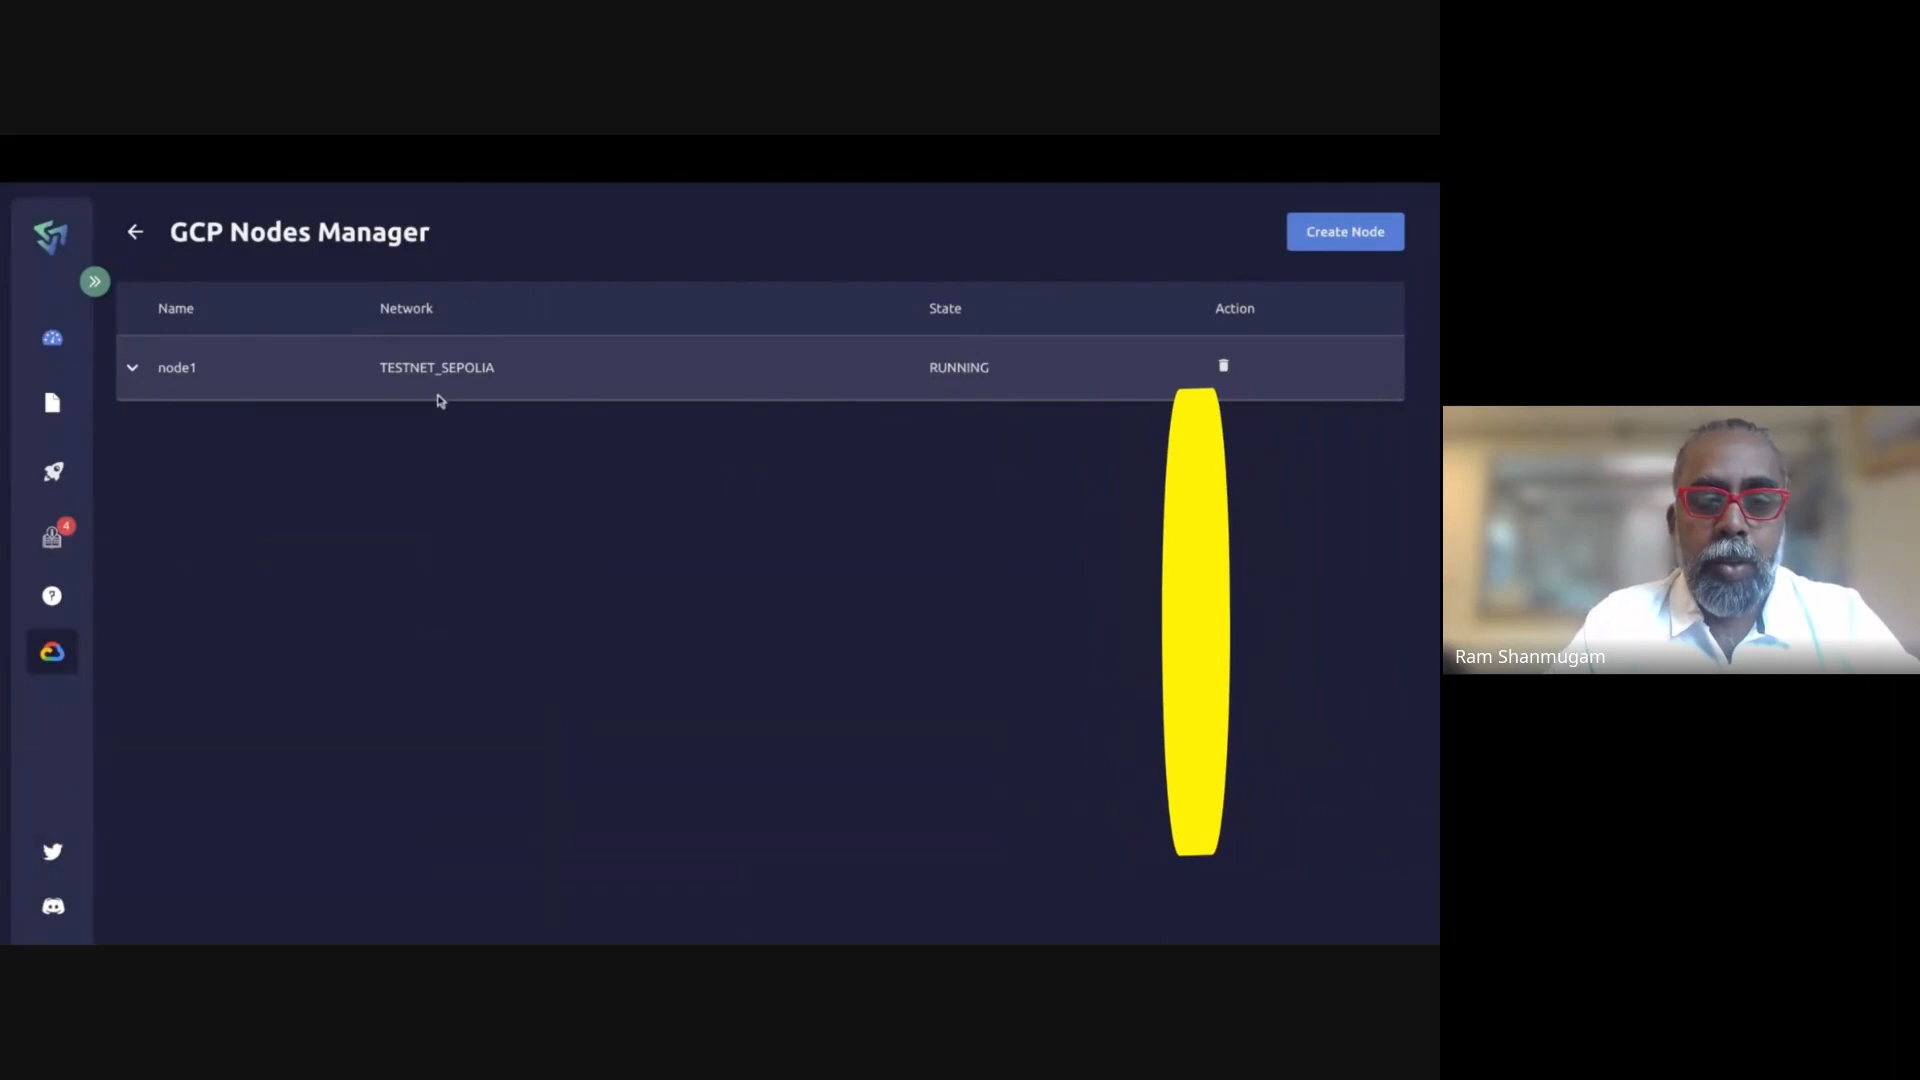 GCP Nodes Manager
Create Node
Name Network State Action
node1 TESTNET_SEPOLIA RUNNING
4
?
Ram Shanmugam